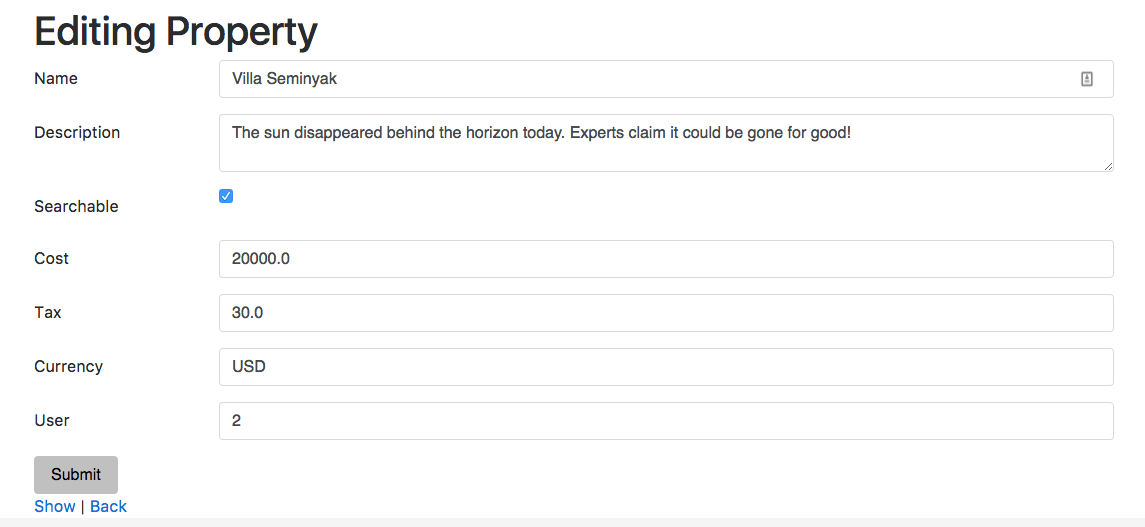 Editing Property
Name Villa Seminyak
Description The sun disappeared behind the horizon today. Experts claim it could be gone for good!
Searchable
Cost 20000.0
Tax 30.0
Currency USD
User 2
Submit
Show | Back